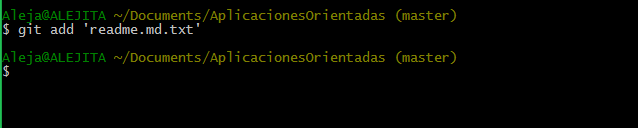 Aleja@ALEJITA ~/Documents/AplicacionesOrientadas (master)
$ git add 'readme.md.txt'
Aleja@ALEJITA ~/Documents/AplicacionesOrientadas (master)
$